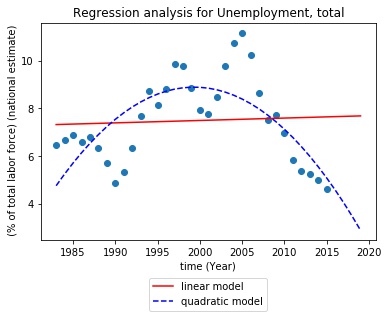 Regression analysis for Unemployment, total
(% of total labor force) (national estimate)
10
8
6
4
1985 1990 1995 2000 2005 2010 2015 2020
time (Year)
linear model
quadratic model